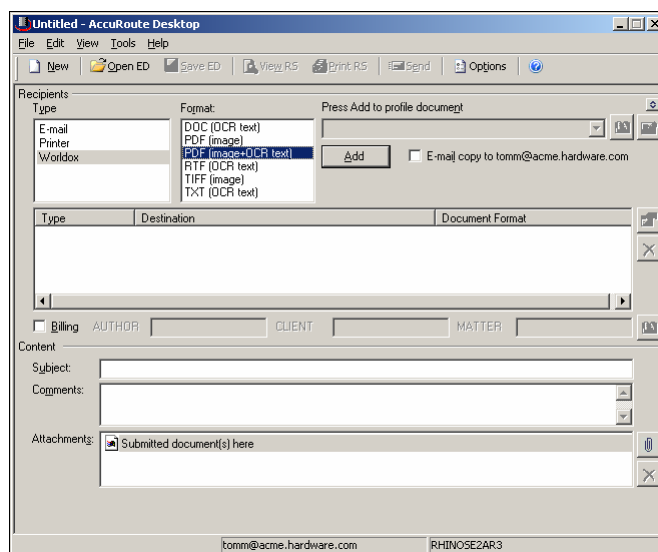 Untitled - AccuRoute Desktop
File Edit View Tools Help
New Open ED Save ED View RS Print RS Send Options
Recipients
Type Format: Press Add to profile document
E-mail
Printer
Worldox
DOC (OCR text)
PDF (image)
PDF (image+OCR text)
RTF (OCR text)
TIFF (image)
TXT (OCR text)
Add E-mail copy to tomm@acme.hardware.com
Type Destination Document Format
Billing AUTHOR CLIENT MATTER
Content
Subject:
Comments:
Attachments: Submitted document(s) here
tomm@acme.hardware.com RHINOSE2AR3